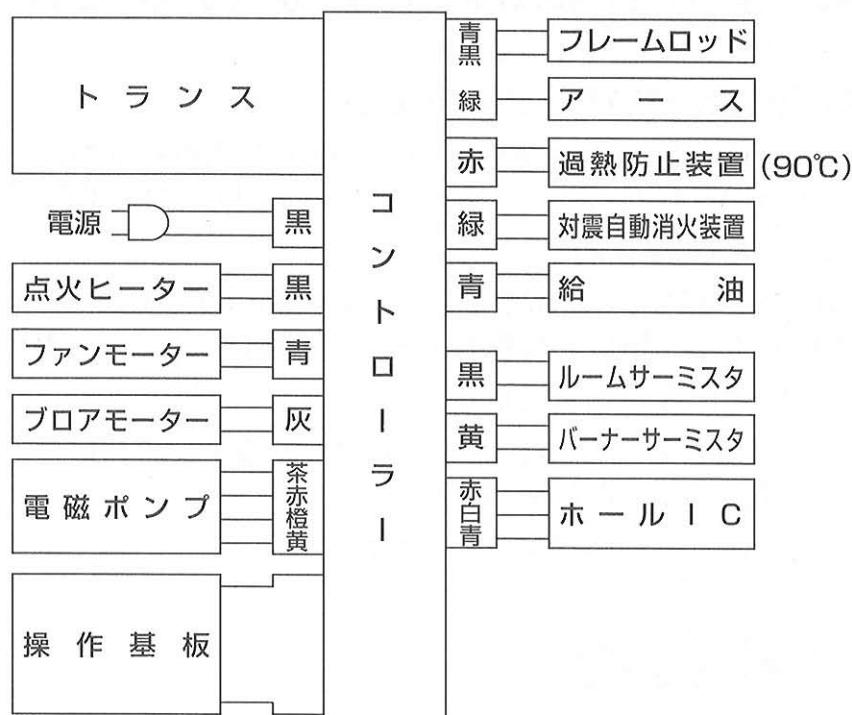 トランス
電源
黒
点火ヒーター
黒
ファンモーター
青
ブロアモーター
灰
電磁ポンプ
茶
赤
橙
黄
操作基板
コントローラー
青
黒
フレームロッド
緑
アース
赤
過熱防止装置
(90℃)
緑
対震自動消火装置
青
給油
黒
ルームサーミスタ
黄
バーナーサーミスタ
赤
白
青
ホールIC